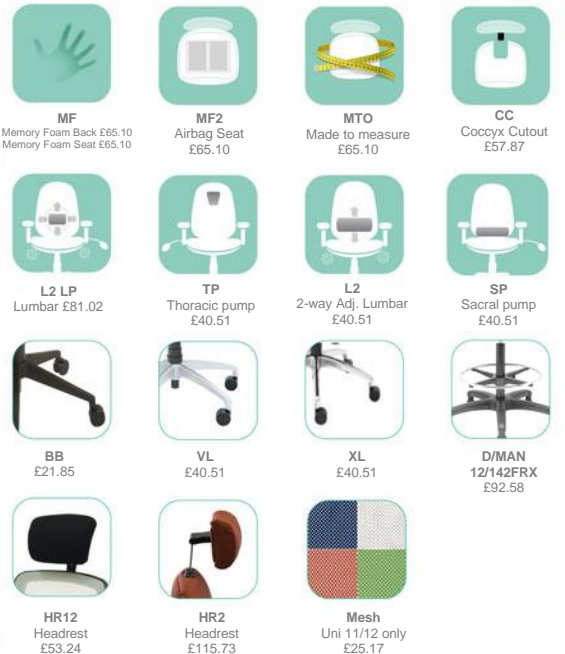 MF
Memory Foam Back £65.10
Memory Foam Seat £65.10
MF2
Airbag Seat
£65.10
MTO
Made to measure
£65.10
CC
Coccyx Cutout
£57.87
L2 LP
Lumbar £81.02
TP
Thoracic pump
£40.51
L2
2-way Adj. Lumbar
£40.51
SP
Sacral pump
£40.51
BB
£21.85
VL
£40.51
XL
£40.51
D/MAN
12/142FRX
£92.58
HR12
Headrest
£53.24
HR2
Headrest
£115.73
Mesh
Uni 11/12 only
£25.17